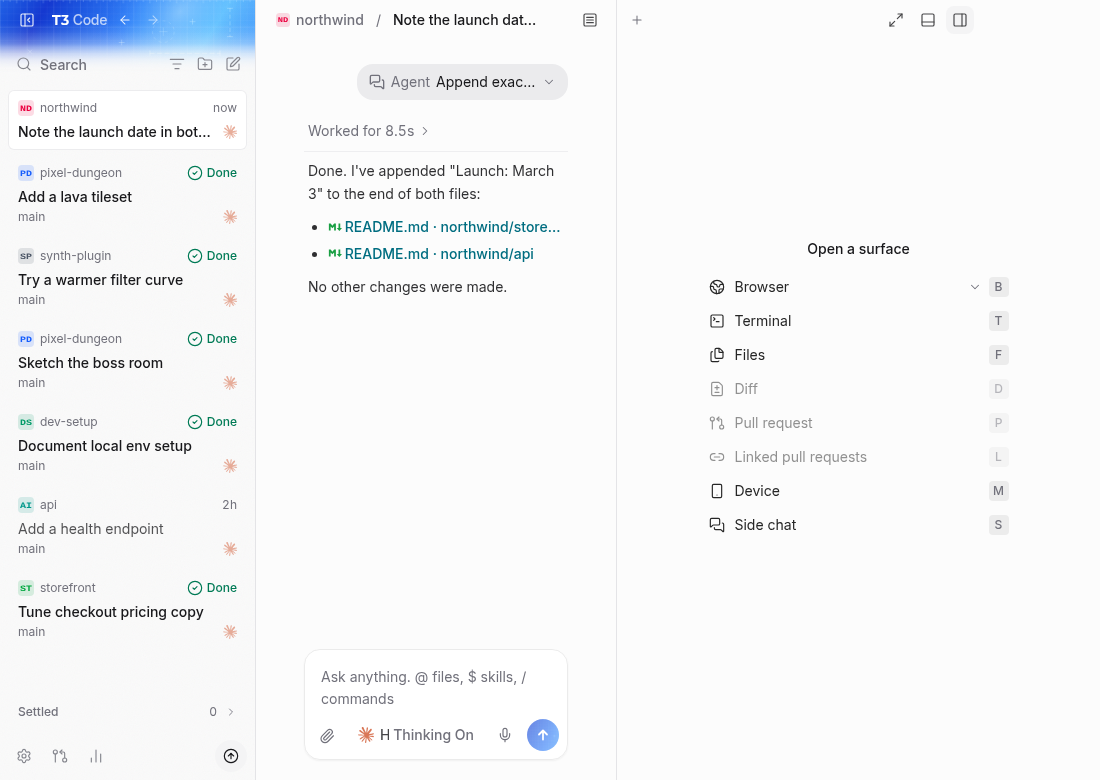 T3 Code
Search
ND northwind now
Note the launch date in bot...
PD pixel-dungeon Done
Add a lava tileset
main
SP synth-plugin Done
Try a warmer filter curve
main
PD pixel-dungeon Done
Sketch the boss room
main
DS dev-setup Done
Document local env setup
main
AI api 2h
Add a health endpoint
main
ST storefront Done
Tune checkout pricing copy
main
Settled 0
ND northwind / Note the launch dat...
Agent Append exac...
Worked for 8.5s
Done. I've appended "Launch: March
3" to the end of both files:
README.md · northwind/store...
README.md · northwind/api
No other changes were made.
Ask anything. @ files, $ skills, /
commands
H Thinking On
Open a surface
Browser B
Terminal T
Files F
Diff D
Pull request P
Linked pull requests L
Device M
Side chat S